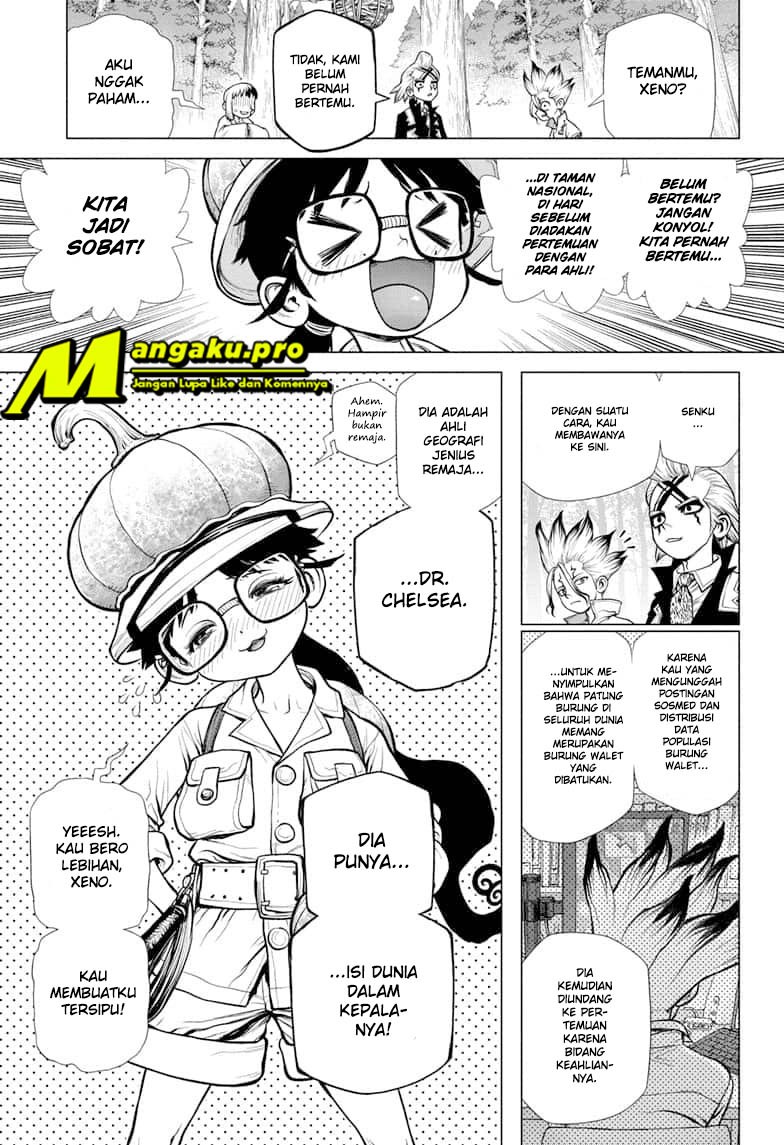 TEMANMU,
XENO?
TIDAK, KAMI
BELUM
PERNAH
BERTEMU.
AKU
NGGAK
PAHAM...
BELUM
BERTEMU?
JANGAN
KONYOL!
KITA PERNAH
BERTEMU...
...DI TAMAN
NASIONAL,
DI HARI
SEBELUM
DIADAKAN
PERTEMUAN
DENGAN
PARA AHLI!
KITA
JADI
SOBAT!
Mangaku.pro
Jangan Lupa Like dan Komennya
SENKU
...
DENGAN SUATU
CARA, KAU
MEMBAWANYA
KE SINI.
KARENA
KAU YANG
MENGUNGGAH
POSTINGAN
SOSMED DAN
DISTRIBUSI
DATA
POPULASI
BURUNG
WALET...
...UNTUK ME-
NYIMPULKAN
BAHWA PATUNG
BURUNG DI
SELURUH DUNIA
MEMANG
MERUPAKAN
BURUNG WALET
YANG
DIBATUKAN.
DIA
KEMUDIAN
DIUNDANG
KE PER-
TEMUAN
KARENA
BIDANG
KEAHLIAN-
NYA.
DIA ADALAH
AHLI
GEOGRAFI
JENIUS
REMAJA...
Ahem.
Hampir
bukan
remaja.
...DR.
CHELSEA.
DIA
PUNYA...
...ISI DUNIA
DALAM
KEPALA-
NYA!
YEEESH.
KAU BERO
LEBIHAN,
XENO.
KAU
MEMBUATKU
TERSIPU!